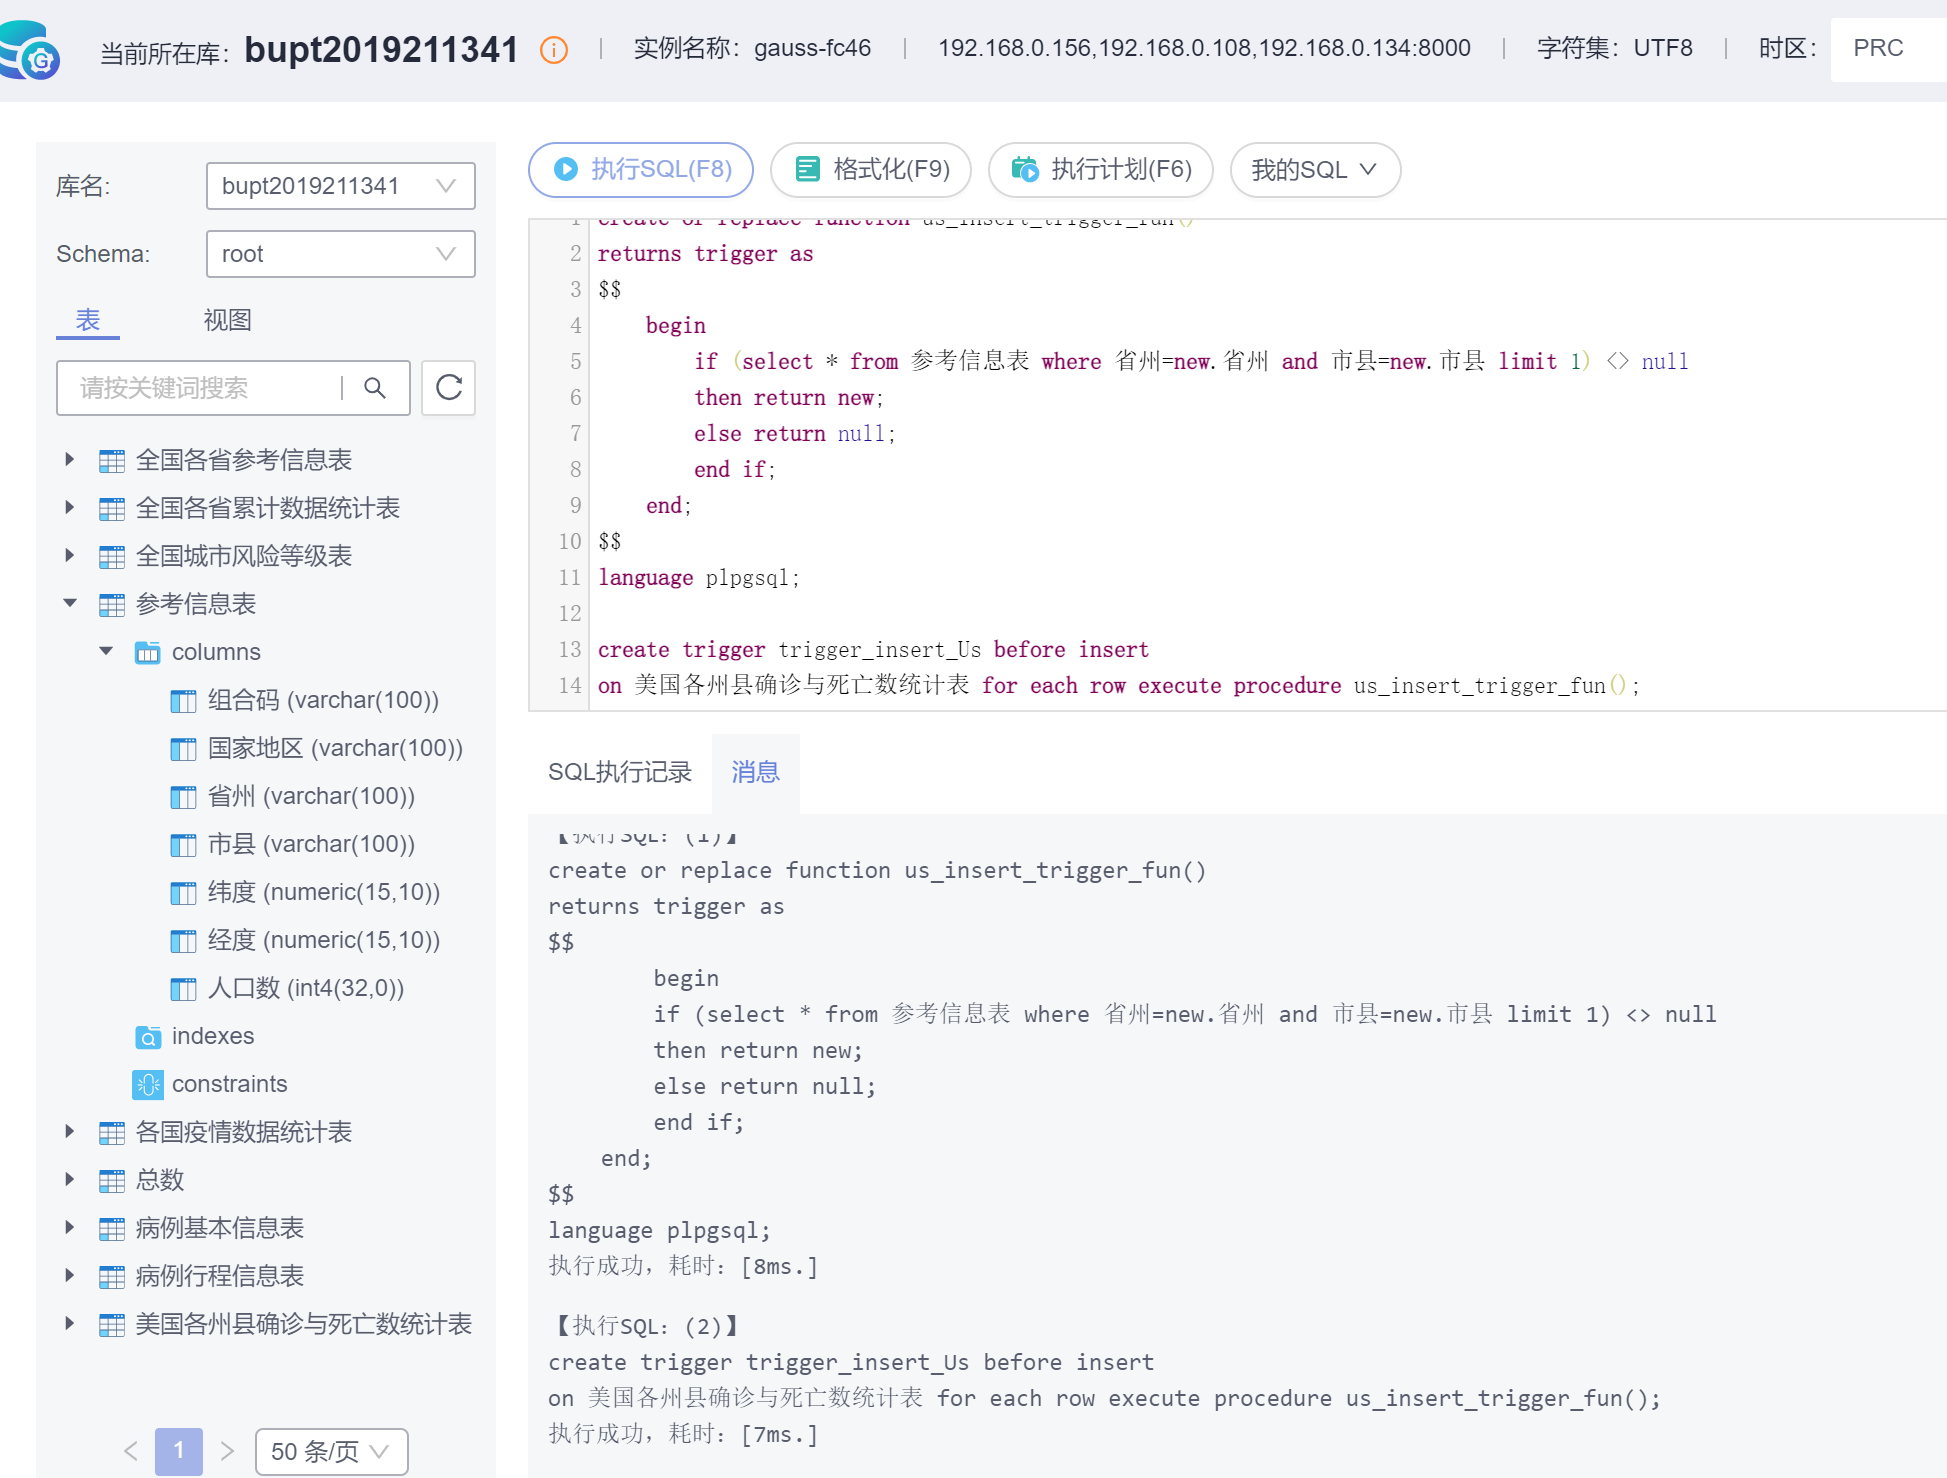 当前所在库: bupt2019211341 | 实例名称: gauss-fc46 | 192.168.0.156,192.168.0.108,192.168.0.134:8000 | 字符集: UTF8 | 时区: PRC
库名: bupt2019211341
Schema: root
表 视图
请按关键词搜索
全国各省参考信息表
全国各省累计数据统计表
全国城市风险等级表
参考信息表
columns
组合码 (varchar(100))
国家地区 (varchar(100))
省州 (varchar(100))
市县 (varchar(100))
纬度 (numeric(15,10))
经度 (numeric(15,10))
人口数 (int4(32,0))
indexes
constraints
各国疫情数据统计表
总数
病例基本信息表
病例行程信息表
美国各州县确诊与死亡数统计表
< 1 > 50 条/页
执行SQL(F8) 格式化(F9) 执行计划(F6) 我的SQL
1 create or replace function us_insert_trigger_fun()
2 returns trigger as
3 $$
4 begin
5 if (select * from 参考信息表 where 省州=new.省州 and 市县=new.市县 limit 1) <> null
6 then return new;
7 else return null;
8 end if;
9 end;
10 $$
11 language plpgsql;
12
13 create trigger trigger_insert_Us before insert
14 on 美国各州县确诊与死亡数统计表 for each row execute procedure us_insert_trigger_fun();
SQL执行记录 消息
【执行SQL: (1)】
create or replace function us_insert_trigger_fun()
returns trigger as
$$
begin
if (select * from 参考信息表 where 省州=new.省州 and 市县=new.市县 limit 1) <> null
then return new;
else return null;
end if;
end;
$$
language plpgsql;
执行成功，耗时: [8ms.]
【执行SQL: (2)】
create trigger trigger_insert_Us before insert
on 美国各州县确诊与死亡数统计表 for each row execute procedure us_insert_trigger_fun();
执行成功，耗时: [7ms.]